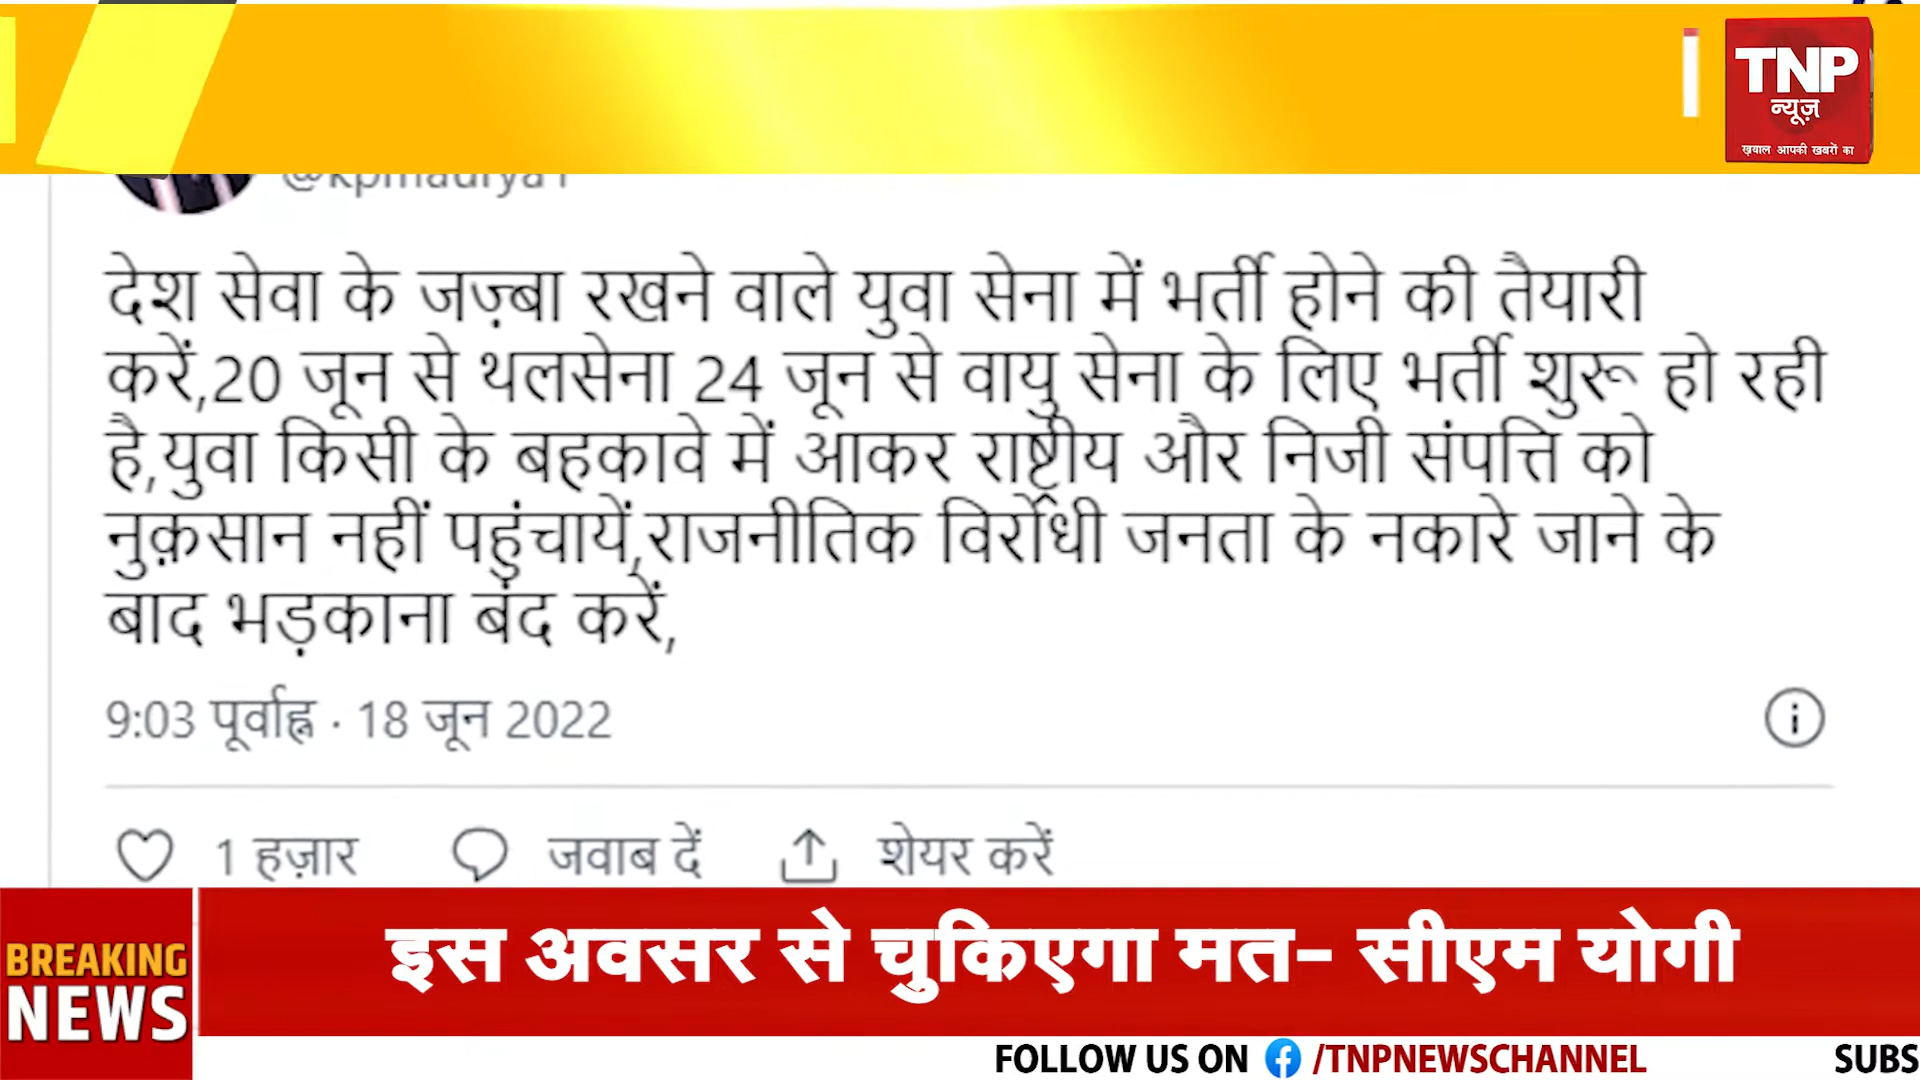 TNP
न्यूज़
ख़याल आपकी खबरों का
@kpmaurya1
देश सेवा के जज़्बा रखने वाले युवा सेना में भर्ती होने की तैयारी
करें,20 जून से थलसेना 24 जून से वायु सेना के लिए भर्ती शुरू हो रही
है,युवा किसी के बहकावे में आकर राष्ट्रीय और निजी संपत्ति को
नुक़सान नहीं पहुंचायें,राजनीतिक विरोधी जनता के नकारे जाने के
बाद भड़काना बंद करें,
9:03 पूर्वाह्न · 18 जून 2022
1 हज़ार जवाब दें शेयर करें
BREAKING
NEWS
इस अवसर से चुकिएगा मत- सीएम योगी
FOLLOW US ON /TNPNEWSCHANNEL SUBS